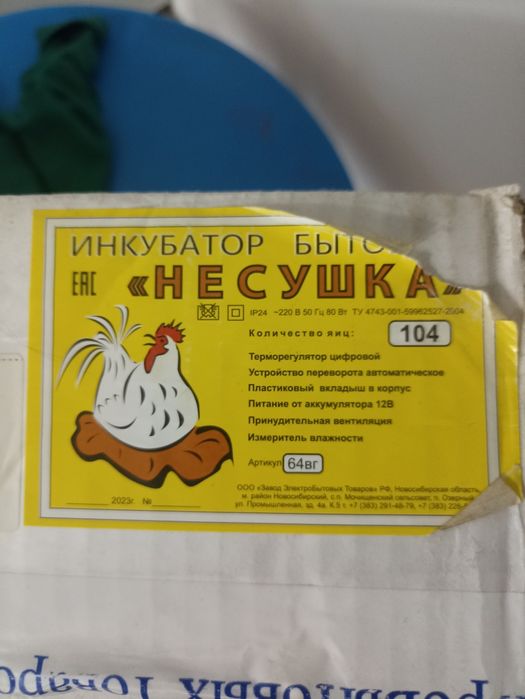 ИНКУБАТОР
EAC «НЕСУШКА»
IP24 ~220 В 50 Гц 80 Вт ТУ 4743-001-59962527-2004
Количество яиц: 104
Терморегулятор цифровой
Устройство переворота автоматическое
Пластиковый вкладыш в корпус
Питание от аккумулятора 12В
Принудительная вентиляция
Измеритель влажности
Артикул 64вг
ООО «Завод ЭлектроБытовых Товаров» РФ, Новосибирская область,
м. район Новосибирский, с.п. Мочищенский сельсовет, п. Озерный
ул. Промышленная, зд. 4а. К.5 т. +7 (383) 291-48-79, +7 (383)
2023г. №